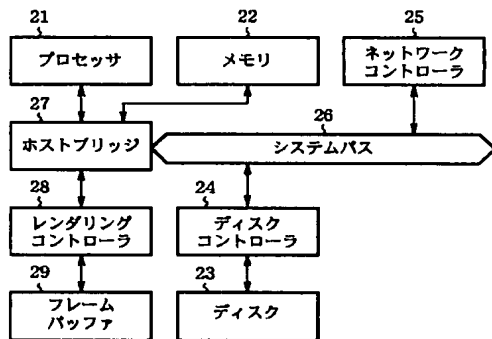 21
プロセッサ
22
メモリ
25
ネットワーク
コントローラ
27
ホストブリッジ
26
システムバス
28
レンダリング
コントローラ
24
ディスク
コントローラ
29
フレーム
バッファ
23
ディスク